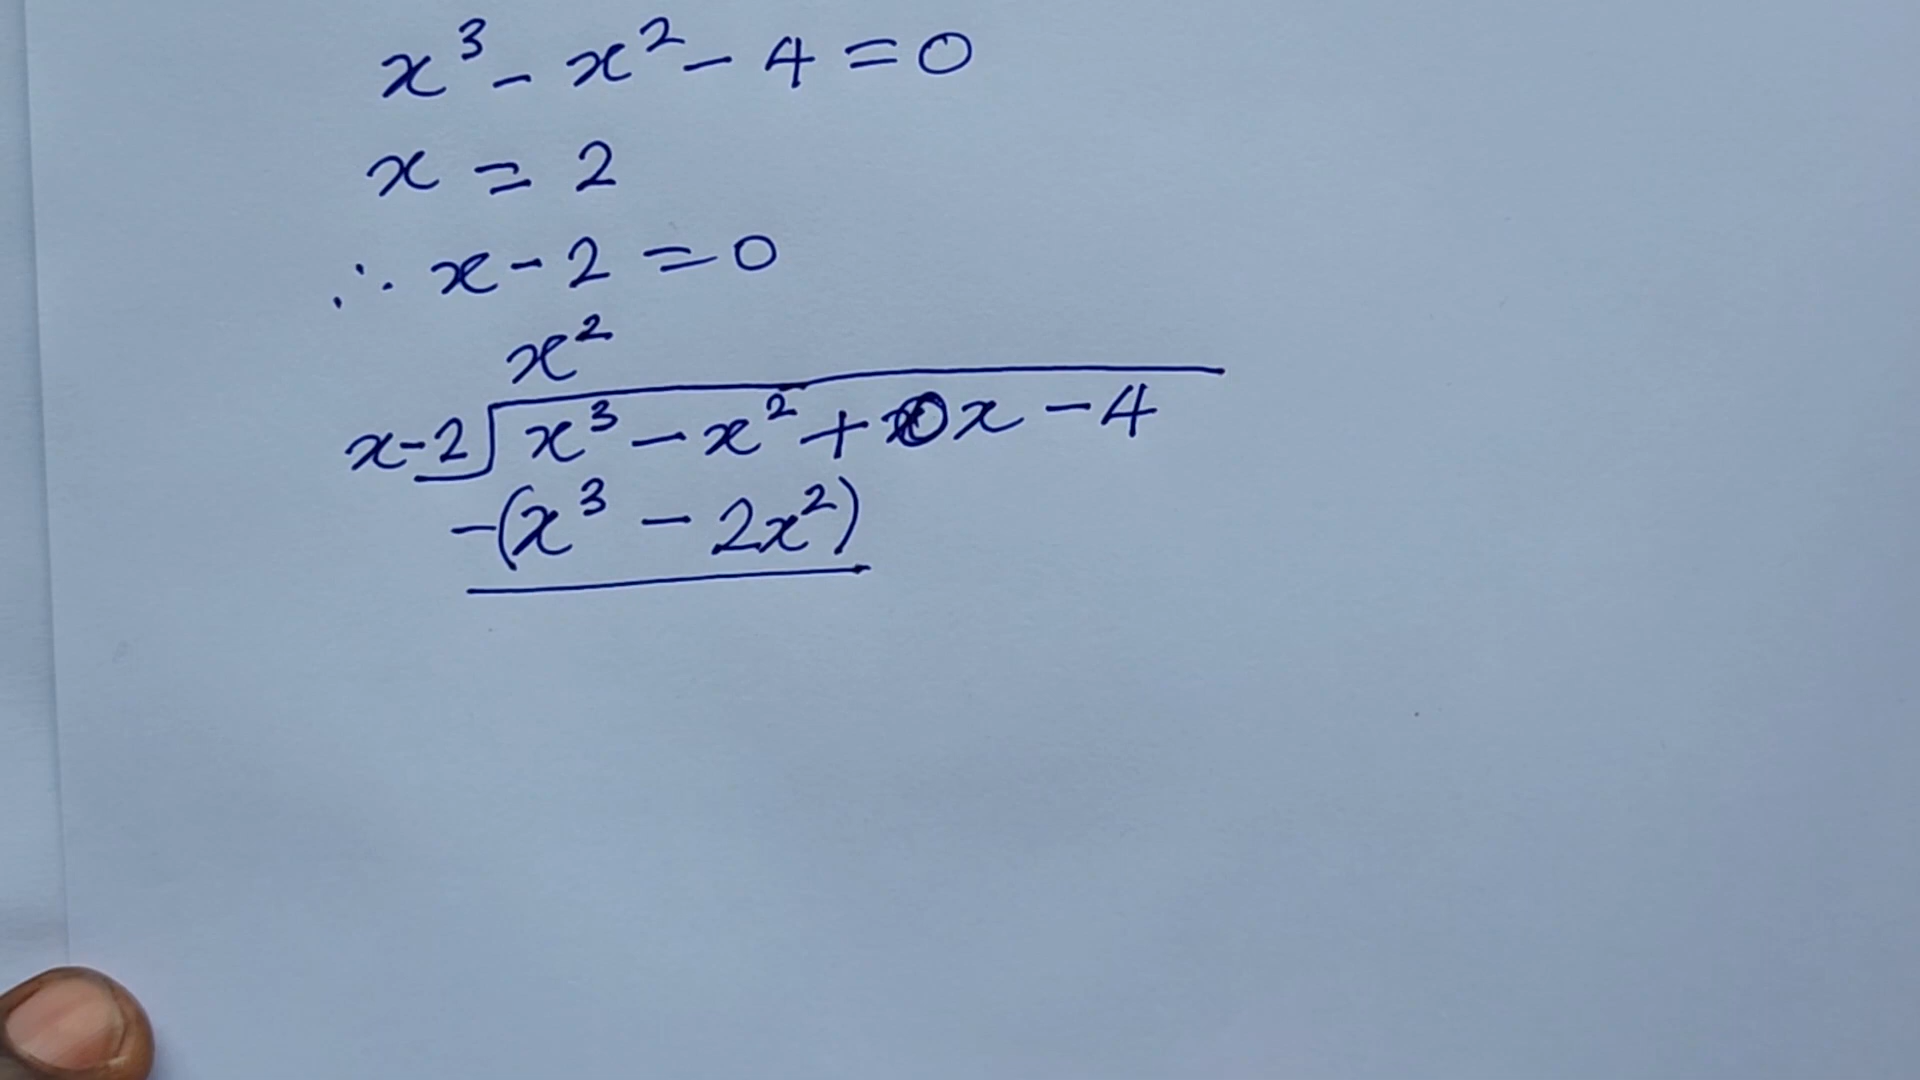 x³ - x² - 4 = 0
x = 2
∴ x - 2 = 0
x²
x-2 x³ - x² + 0x - 4
-(x³ - 2x²)